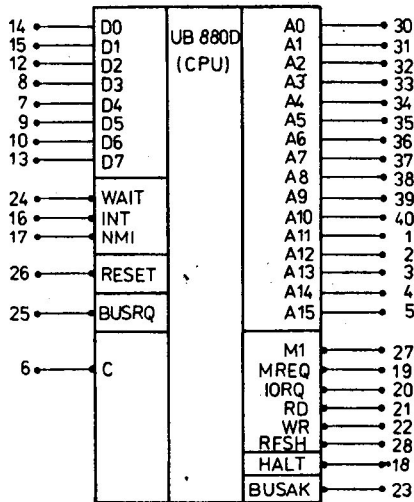 UB 880D
(CPU)
14 D0
15 D1
12 D2
8 D3
7 D4
9 D5
10 D6
13 D7
24 WAIT
16 INT
17 NMI
26 RESET
25 BUSRQ
6 C
A0 30
A1 31
A2 32
A3 33
A4 34
A5 35
A6 36
A7 37
A8 38
A9 39
A10 40
A11 1
A12 2
A13 3
A14 4
A15 5
M1 27
MREQ 19
IORQ 20
RD 21
WR 22
RFSH 28
HALT 18
BUSAK 23